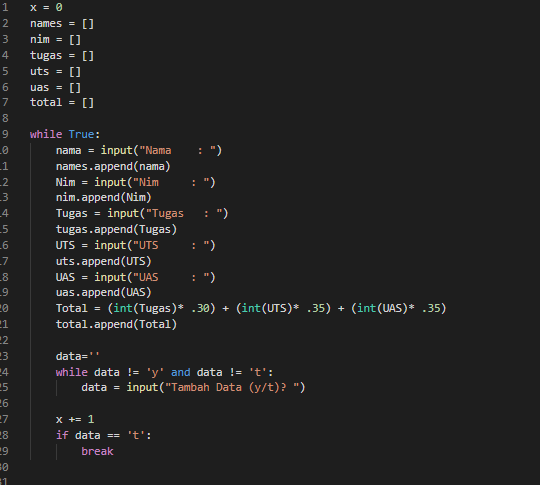 1 x = 0
2 names = []
3 nim = []
4 tugas = []
5 uts = []
6 uas = []
7 total = []
8
9 while True:
10 nama = input("Nama    : ")
11 names.append(nama)
12 Nim = input("Nim     : ")
13 nim.append(Nim)
14 Tugas = input("Tugas   : ")
15 tugas.append(Tugas)
16 UTS = input("UTS     : ")
17 uts.append(UTS)
18 UAS = input("UAS     : ")
19 uas.append(UAS)
20 Total = (int(Tugas)* .30) + (int(UTS)* .35) + (int(UAS)* .35)
21 total.append(Total)
22
23 data=''
24 while data != 'y' and data != 't':
25 data = input("Tambah Data (y/t)? ")
26
27 x += 1
28 if data == 't':
29 break
30
31